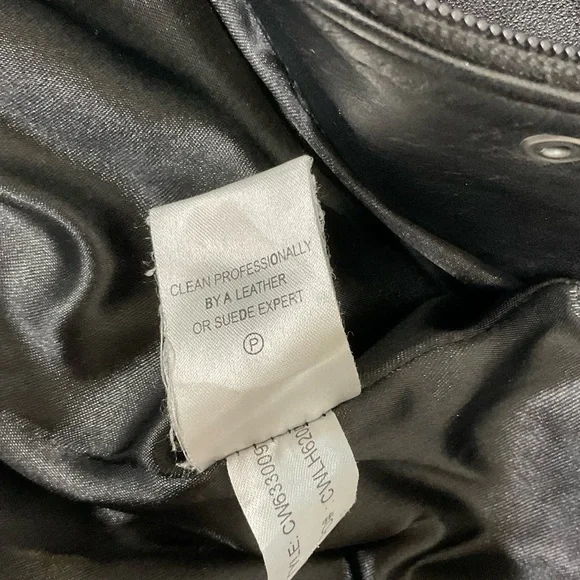 CLEAN PROFESSIONALLY
BY A LEATHER
OR SUEDE EXPERT
P